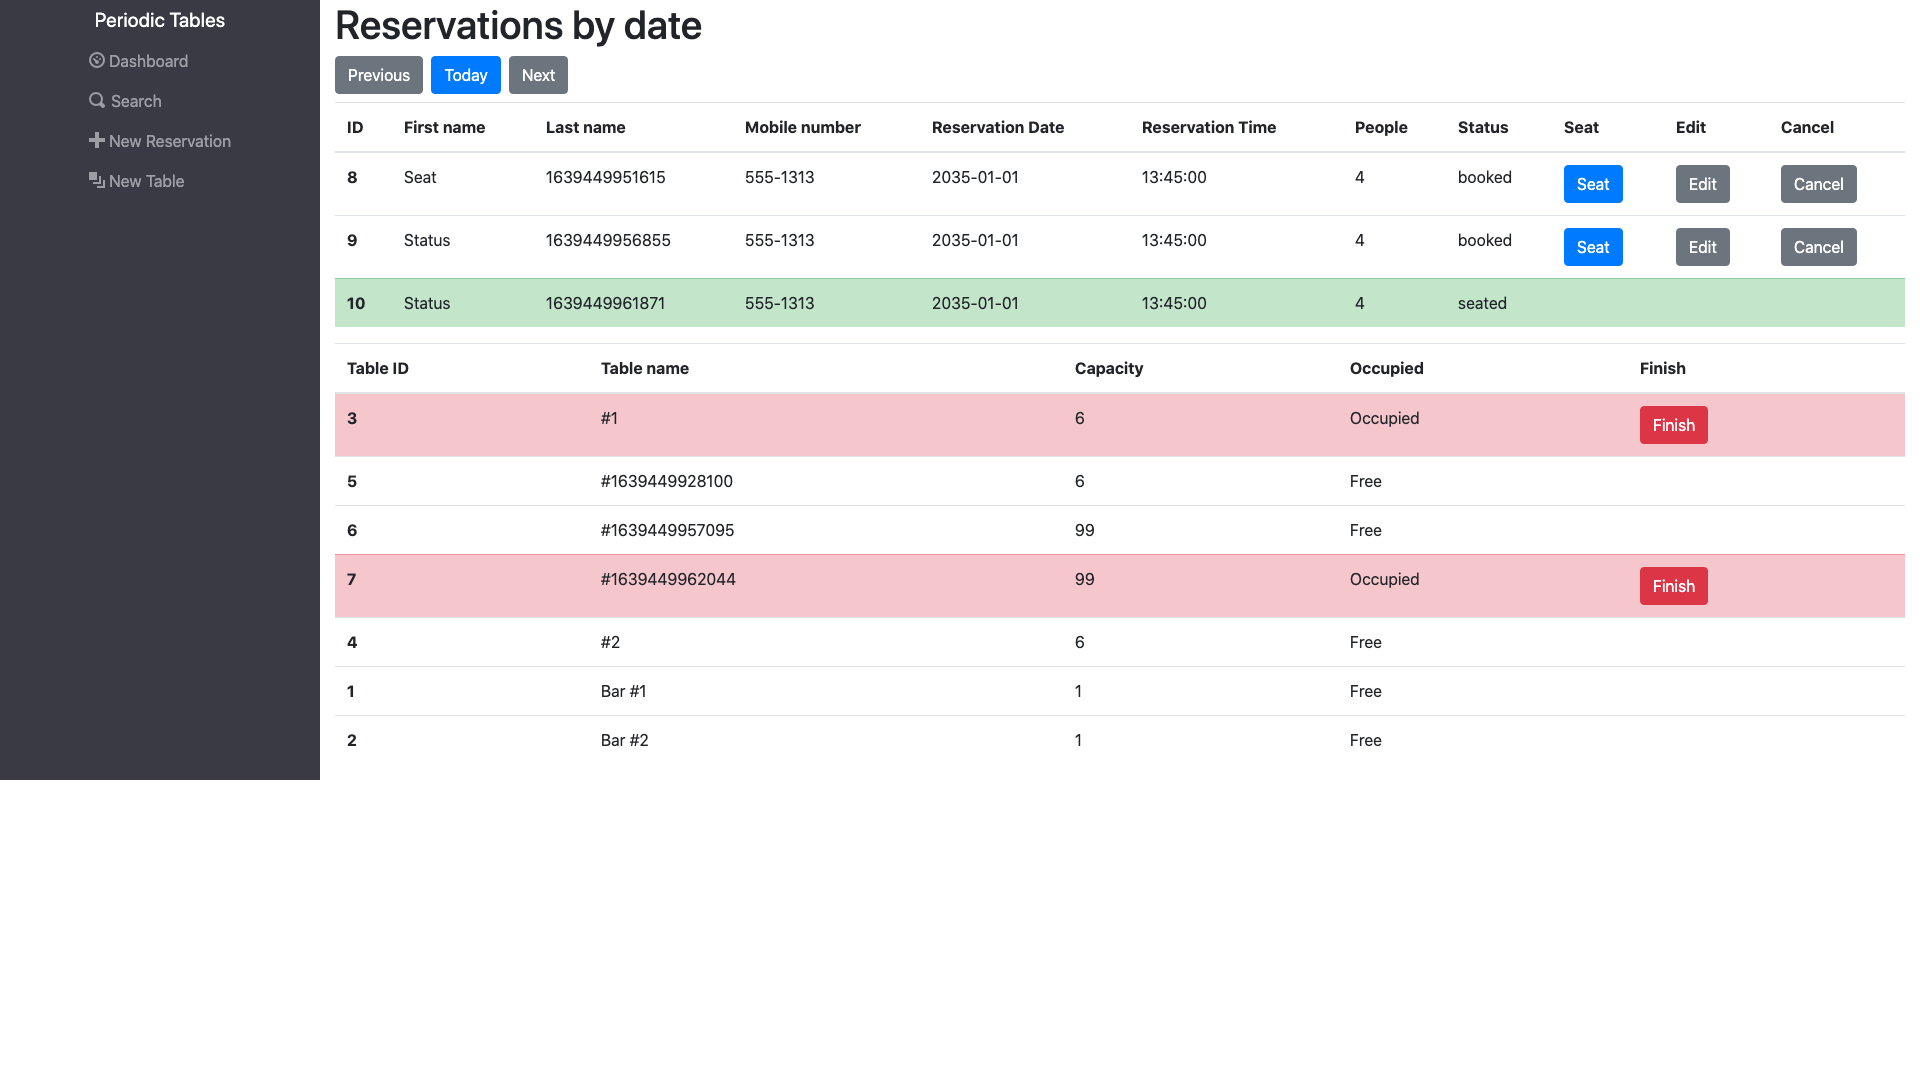 Periodic Tables
Dashboard
Search
New Reservation
New Table
Reservations by date
Previous Today Next
ID First name Last name Mobile number Reservation Date Reservation Time People Status Seat Edit Cancel
8 Seat 1639449951615 555-1313 2035-01-01 13:45:00 4 booked Seat Edit Cancel
9 Status 1639449956855 555-1313 2035-01-01 13:45:00 4 booked Seat Edit Cancel
10 Status 1639449961871 555-1313 2035-01-01 13:45:00 4 seated
Table ID Table name Capacity Occupied Finish
3 #1 6 Occupied Finish
5 #1639449928100 6 Free
6 #1639449957095 99 Free
7 #1639449962044 99 Occupied Finish
4 #2 6 Free
1 Bar #1 1 Free
2 Bar #2 1 Free